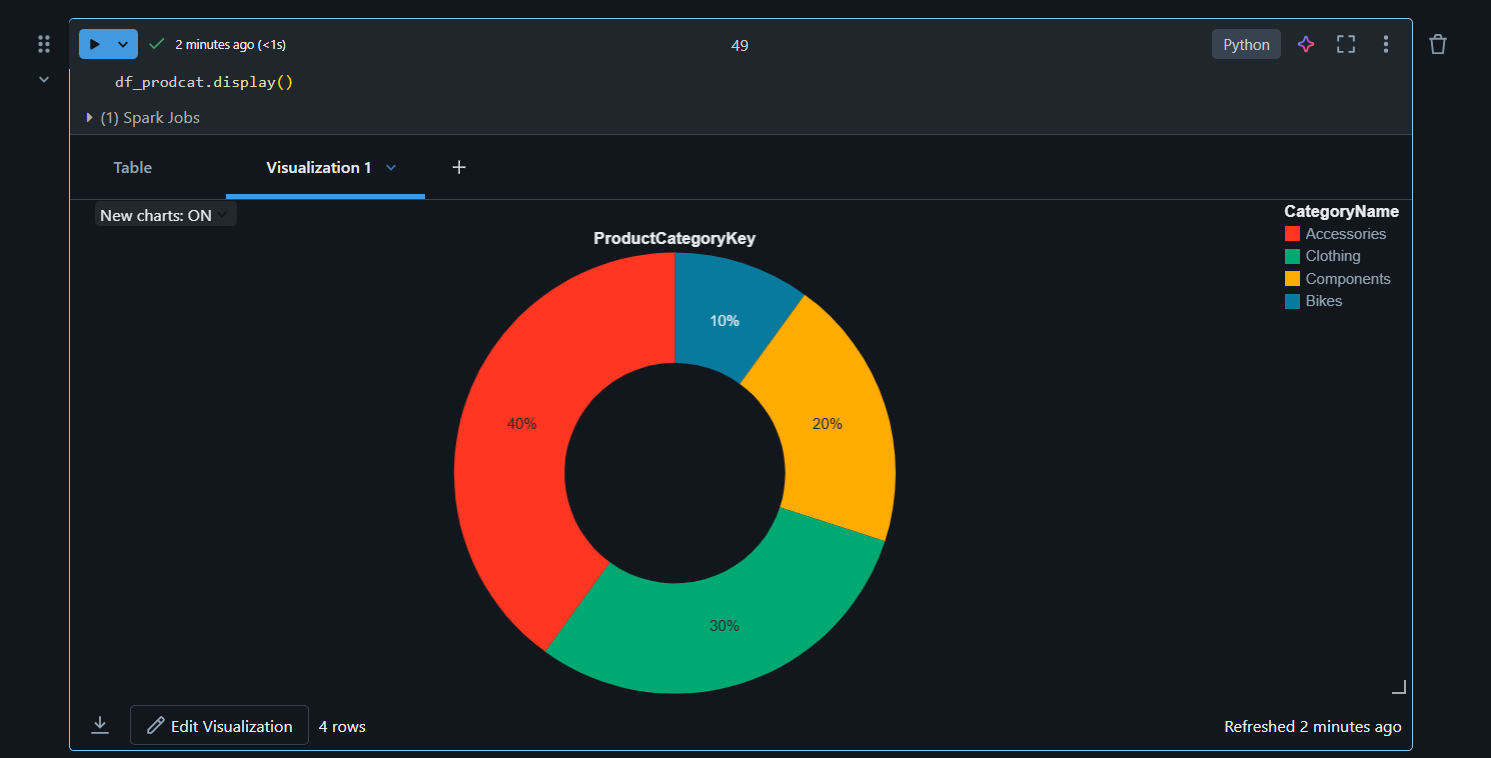 2 minutes ago (<1s)
49
Python
df_prodcat.display()
(1) Spark Jobs
Table
Visualization 1
+
New charts: ON
ProductCategoryKey
CategoryName
Accessories
Clothing
Components
Bikes
10%
40%
20%
30%
Edit Visualization
4 rows
Refreshed 2 minutes ago